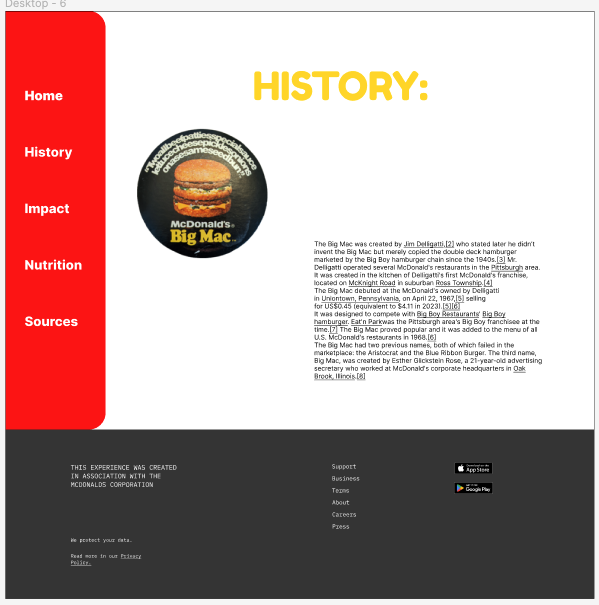 Desktop - 6
Home
History
Impact
Quarter
Nutrition
Sources
HISTORY:
"Twoallbeefpattiesspecialsauce
lettucecheesepicklesonions
onasesameseedbun."
McDonald's®
Big Mac
The Big Mac was created by Jim Delligatti,[2] who stated later he didn't
invent the Big Mac but merely copied the double deck hamburger
marketed by the Big Boy hamburger chain since the 1940s.[3] Mr.
Delligatti operated several McDonald's restaurants in the Pittsburgh area.
It was created in the kitchen of Delligatti's first McDonald's franchise,
located on McKnight Road in suburban Ross Township.[4]
The Big Mac debuted at the McDonald's owned by Delligatti
in Uniontown, Pennsylvania, on April 22, 1967,[5] selling
for US$0.45 (equivalent to $4.11 in 2023).[5][6]
It was designed to compete with Big Boy Restaurants' Big Boy
hamburger. Eat'n Parkwas the Pittsburgh area's Big Boy franchisee at the
time.[7] The Big Mac proved popular and it was added to the menu of all
U.S. McDonald's restaurants in 1968.[6]
The Big Mac had two previous names, both of which failed in the
marketplace: the Aristocrat and the Blue Ribbon Burger. The third name,
Big Mac, was created by Esther Glickstein Rose, a 21-year-old advertising
secretary who worked at McDonald's corporate headquarters in Oak
Brook, Illinois.[8]
THIS EXPERIENCE WAS CREATED
IN ASSOCIATION WITH THE
MCDONALDS CORPORATION
We protect your data.
Read more in our Privacy
Policy.
Support
Business
Terms
About
Careers
Press
App Store
Google Play